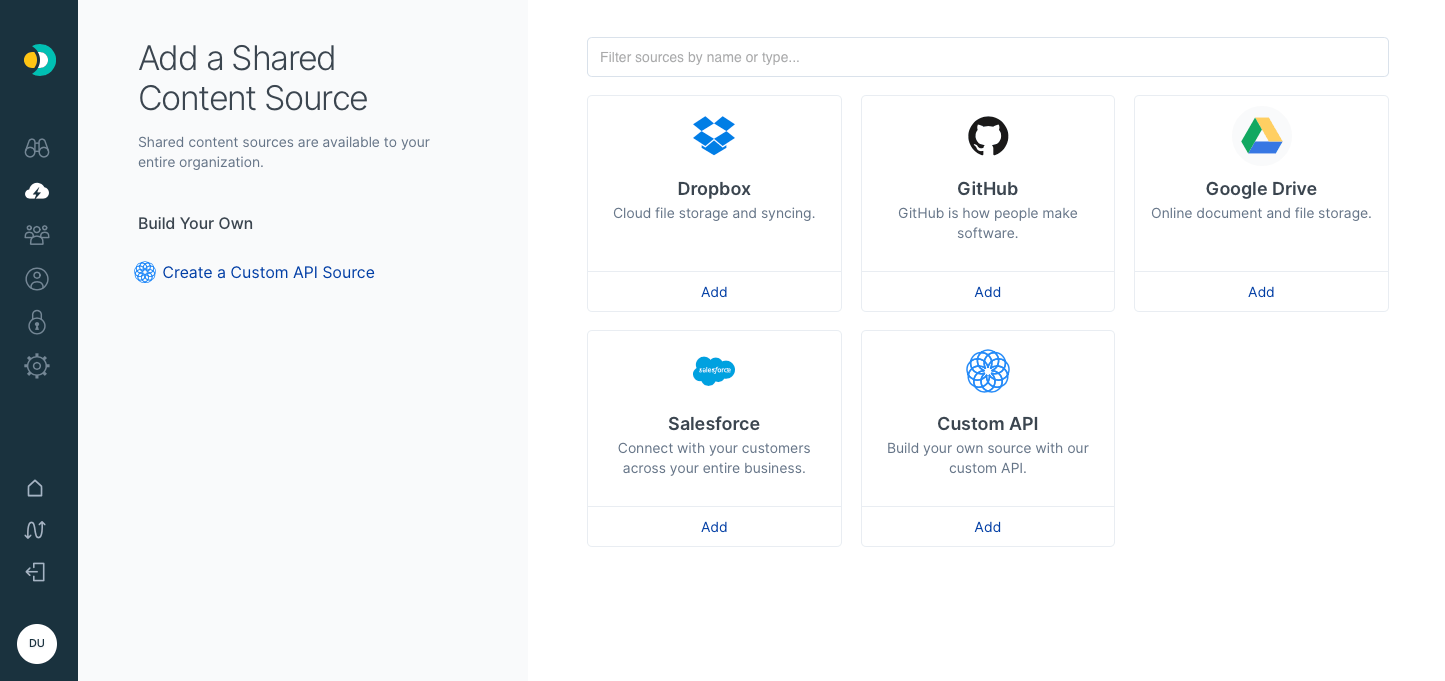 Add a Shared
Content Source
Shared content sources are available to your
entire organization.
Build Your Own
Create a Custom API Source
DU
Filter sources by name or type...
Dropbox
Cloud file storage and syncing.
Add
GitHub
GitHub is how people make
software.
Add
Google Drive
Online document and file storage.
Add
salesforce
Salesforce
Connect with your customers
across your entire business.
Add
Custom API
Build your own source with our
custom API.
Add